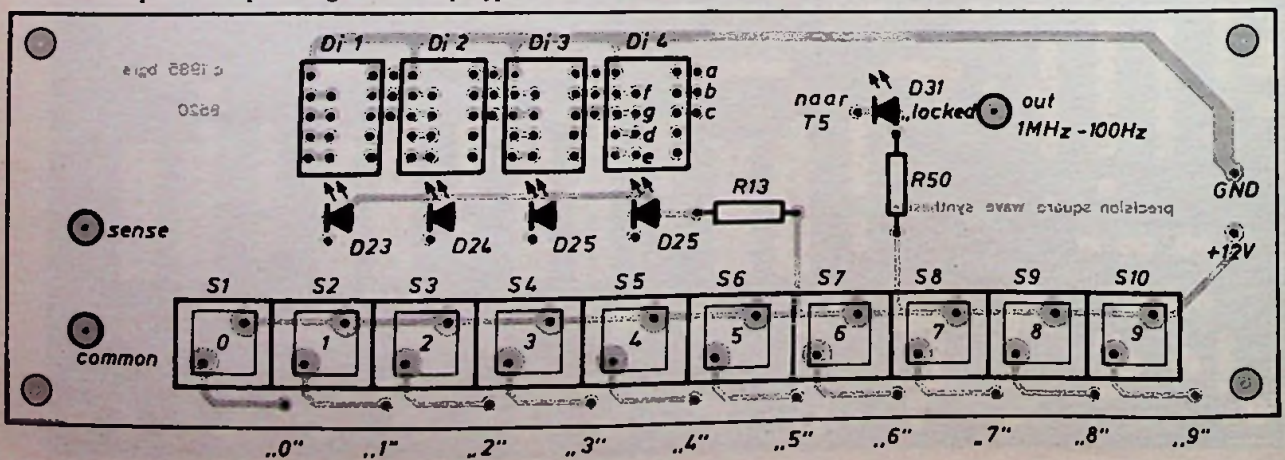 Di 1 Di 2 Di 3 Di 4
c 1985 bgrs
8520
a
f b
g c
d
e
naar
T5
D31
„locked
out
1MHz-100Hz
R13
R50
GND
precision square wave synthesi
sense
D23 D24 D25 D25
+12V
S1 S2 S3 S4 S5 S6 S7 S8 S9 S10
0 1 2 3 4 5 6 7 8 9
common
„0" „1" „2" „3" „4" „5" „6" „7" „8" „9"